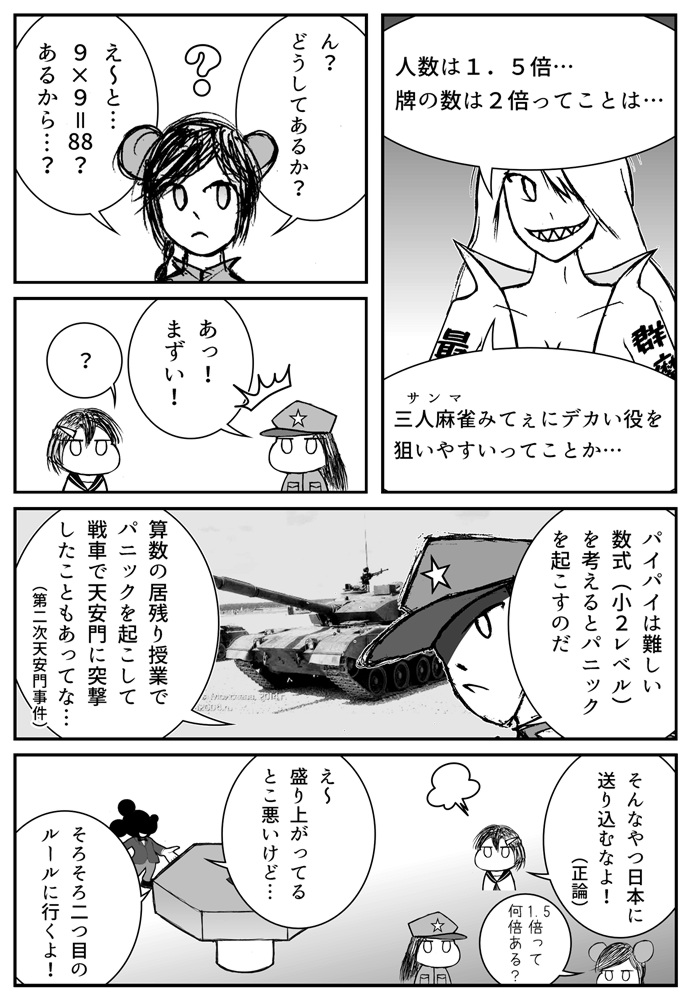 人数は１．５倍…
牌の数は２倍ってことは…
最
群
サンマ
三人麻雀みてぇにデカい役を
狙いやすいってことか…
ん？
どうしてあるか？
？
え～と…
９×９＝88？
あるから…？
あっ！
まずい！
？
パイパイは難しい
数式（小２レベル）
を考えるとパニック
を起こすのだ
算数の居残り授業で
パニックを起こして
戦車で天安門に突撃
したこともあってな…
（第二次天安門事件）
そんなやつ日本に
送り込むなよ！
（正論）
1.5倍って
何倍ある？
え～
盛り上がってる
とこ悪いけど…
そろそろ二つ目の
ルールに行くよ！